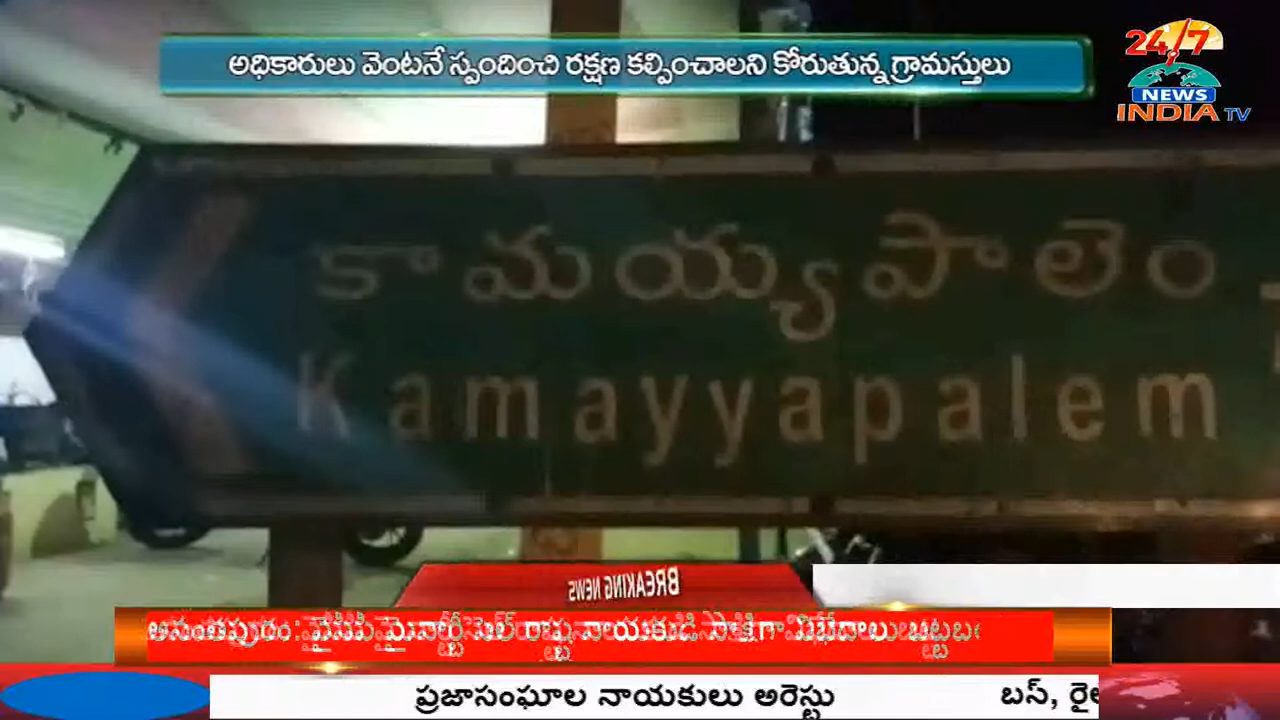 అధికారులు వెంటనే స్పందించి రక్షణ కల్పించాలని కోరుతున్న గ్రామస్తులు
24/7
NEWS
INDIA TV
కామయ్యపాలెం
Kamayyapalem
BREAKING NEWS
అనంతపురం: వైసిపి మైనార్టీ సెల్ రాష్ట్ర నాయకుడి సాక్షిగా విభేదాలు
ప్రజాసంఘాల నాయకులు అరెస్టు
బస్,